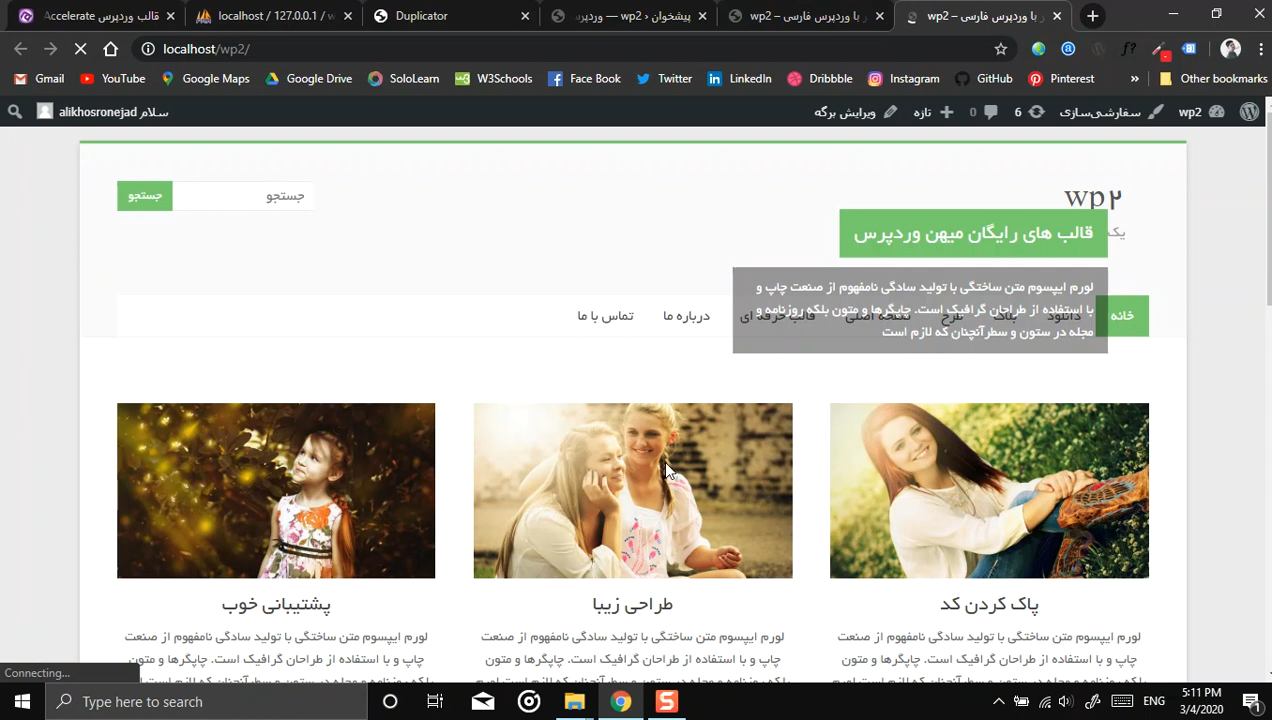 قالب وردپرس Accelerate
localhost / 127.0.0.1 / w
Duplicator
پیشخوان ‹ wp2 — وردپرس
wp2 – با وردپرس فارسی
wp2 – با وردپرس فارسی
localhost/wp2/
Gmail
YouTube
Google Maps
Google Drive
SoloLearn
W3Schools
Face Book
Twitter
LinkedIn
Dribbble
Instagram
GitHub
Pinterest
»
Other bookmarks
wp2
سفارشی‌سازی
6
0
تازه
ویرایش برگه
سلام alikhosronejad
wp۲
یک
جستجو
جستجو
قالب های رایگان میهن وردپرس
لورم ایپسوم متن ساختگی با تولید سادگی نامفهوم از صنعت چاپ و
با استفاده از طراحان گرافیک است. چاپگرها و متون بلکه روزنامه و
مجله در ستون و سطرآنچنان که لازم است
خانه
دانلود
بلاگ
طرح
صفحه اصلی
قالب حرفه ای
درباره ما
تماس با ما
پاک کردن کد
لورم ایپسوم متن ساختگی با تولید سادگی نامفهوم از صنعت
چاپ و با استفاده از طراحان گرافیک است. چاپگرها و متون
طراحی زیبا
لورم ایپسوم متن ساختگی با تولید سادگی نامفهوم از صنعت
چاپ و با استفاده از طراحان گرافیک است. چاپگرها و متون
پشتیبانی خوب
لورم ایپسوم متن ساختگی با تولید سادگی نامفهوم از صنعت
چاپ و با استفاده از طراحان گرافیک است. چاپگرها و متون
Connecting...
Type here to search
ENG
5:11 PM
3/4/2020
1